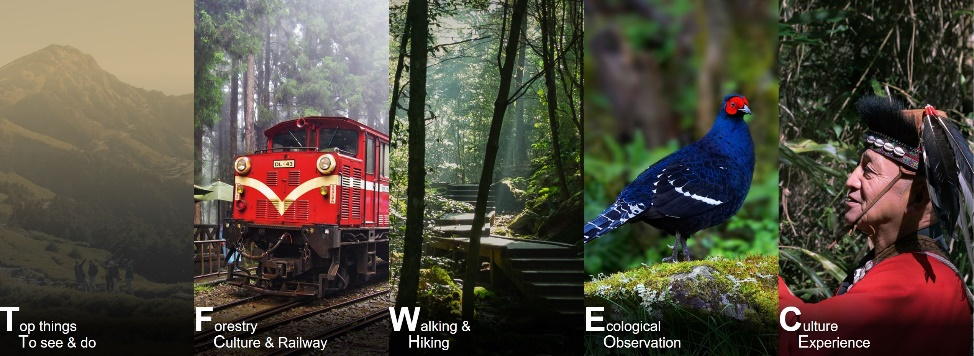 Top things
To see & do
Forestry
Culture & Railway
Walking &
Hiking
Ecological
Observation
Culture
Experience
DL-43